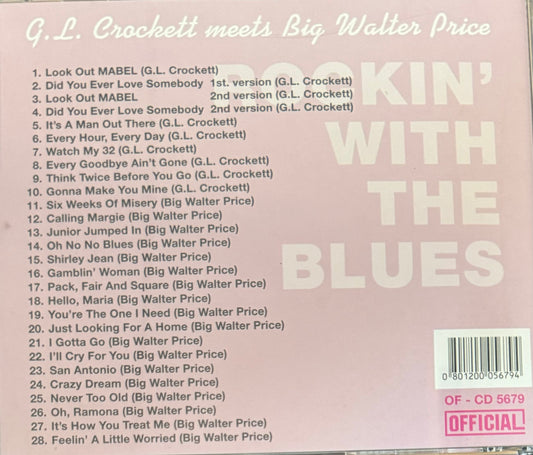 G.L. Crockett meets Big Walter Price
ROCKIN'
WITH
THE
BLUES
1. Look Out MABEL (G.L. Crockett)
2. Did You Ever Love Somebody 1st. version (G.L. Crockett)
3. Look Out MABEL 2nd version (G.L. Crockett)
4. Did You Ever Love Somebody 2nd version (G.L. Crockett)
5. It's A Man Out There (G.L. Crockett)
6. Every Hour, Every Day (G.L. Crockett)
7. Watch My 32 (G.L. Crockett)
8. Every Goodbye Ain't Gone (G.L. Crockett)
9. Think Twice Before You Go (G.L. Crockett)
10. Gonna Make You Mine (G.L. Crockett)
11. Six Weeks Of Misery (Big Walter Price)
12. Calling Margie (Big Walter Price)
13. Junior Jumped In (Big Walter Price)
14. Oh No No Blues (Big Walter Price)
15. Shirley Jean (Big Walter Price)
16. Gamblin' Woman (Big Walter Price)
17. Pack, Fair And Square (Big Walter Price)
18. Hello, Maria (Big Walter Price)
19. You're The One I Need (Big Walter Price)
20. Just Looking For A Home (Big Walter Price)
21. I Gotta Go (Big Walter Price)
22. I'll Cry For You (Big Walter Price)
23. San Antonio (Big Walter Price)
24. Crazy Dream (Big Walter Price)
25. Never Too Old (Big Walter Price)
26. Oh, Ramona (Big Walter Price)
27. It's How You Treat Me (Big Walter Price)
28. Feelin' A Little Worried (Big Walter Price)
0 801200 056794
OF - CD 5679
OFFICIAL